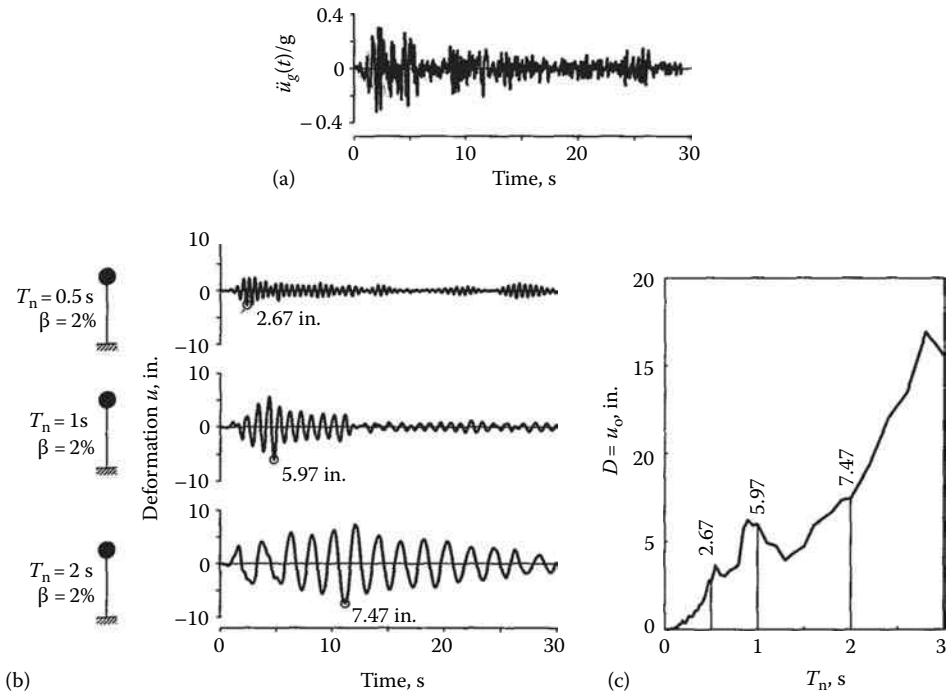 0.4
0
−0.4
üg(t)/g
0 10 20 30
Time, s
(a)
10
0
−10
Tn = 0.5 s
β = 2%
2.67 in.
10
0
−10
Tn = 1s
β = 2%
5.97 in.
10
0
−10
Tn = 2 s
β = 2%
7.47 in.
Deformation u, in.
0 10 20 30
Time, s
(b)
20
15
20
5
0
D = uo, in.
2.67
5.97
7.47
0 1 2 3
Tn, s
(c)